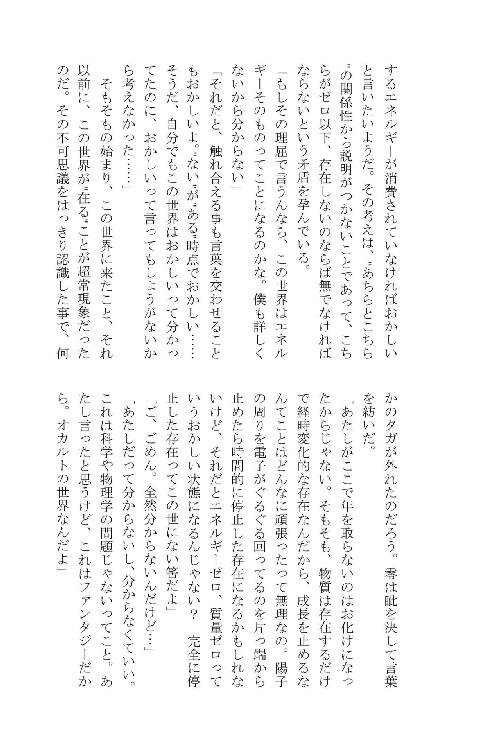 するエネルギーが消費されていなければおかしい
と言いたいようだ。その考えは、〝あちらとこちら
〟の関係性から説明がつかないことであって、こち
らがゼロ以下、存在しないのならば無でなければ
ならないという矛盾を孕んでいる。
「もしその理屈で言うんなら、この世界はエネル
ギーそのものってことになるのかな。僕も詳しく
ないから分からない」
「それだと、触れ合える事も言葉を交わせること
もおかしいよ。〝ない〟が〝ある〟時点でおかしい……
そうだ、自分でもこの世界はおかしいって分かっ
てたのに、おかしいって言ってもしょうがないか
ら考えなかった……」
そもそもの始まり、この世界に来たこと、それ
以前に、この世界が〝在る〟ことが超常現象だった
のだ。その不可思議をはっきり認識した事で、何
かのタガが外れたのだろう。零は眦を決して言葉
を紡いだ。
「あたしがここで年を取らないのはお化けになっ
たからじゃない。そもそも、物質は存在するだけ
で経時変化的な存在なんだから、成長を止めるな
んてことはどんなに頑張ったって無理なの。陽子
の周りを電子がぐるぐる回ってるのを片っ端から
止めたら時間的に停止した存在になるかもしれな
いけど、それだとエネルギーゼロ、質量ゼロって
いうおかしい状態になるんじゃない？　完全に停
止した存在ってこの世にない筈だよ」
「ご、ごめん。全然分からないんだけど…」
「あたしだって分からないし、分からなくていい。
これは科学や物理学の問題じゃないってこと。あ
たし言ったと思うけど、これはファンタジーだか
ら。オカルトの世界なんだよ」